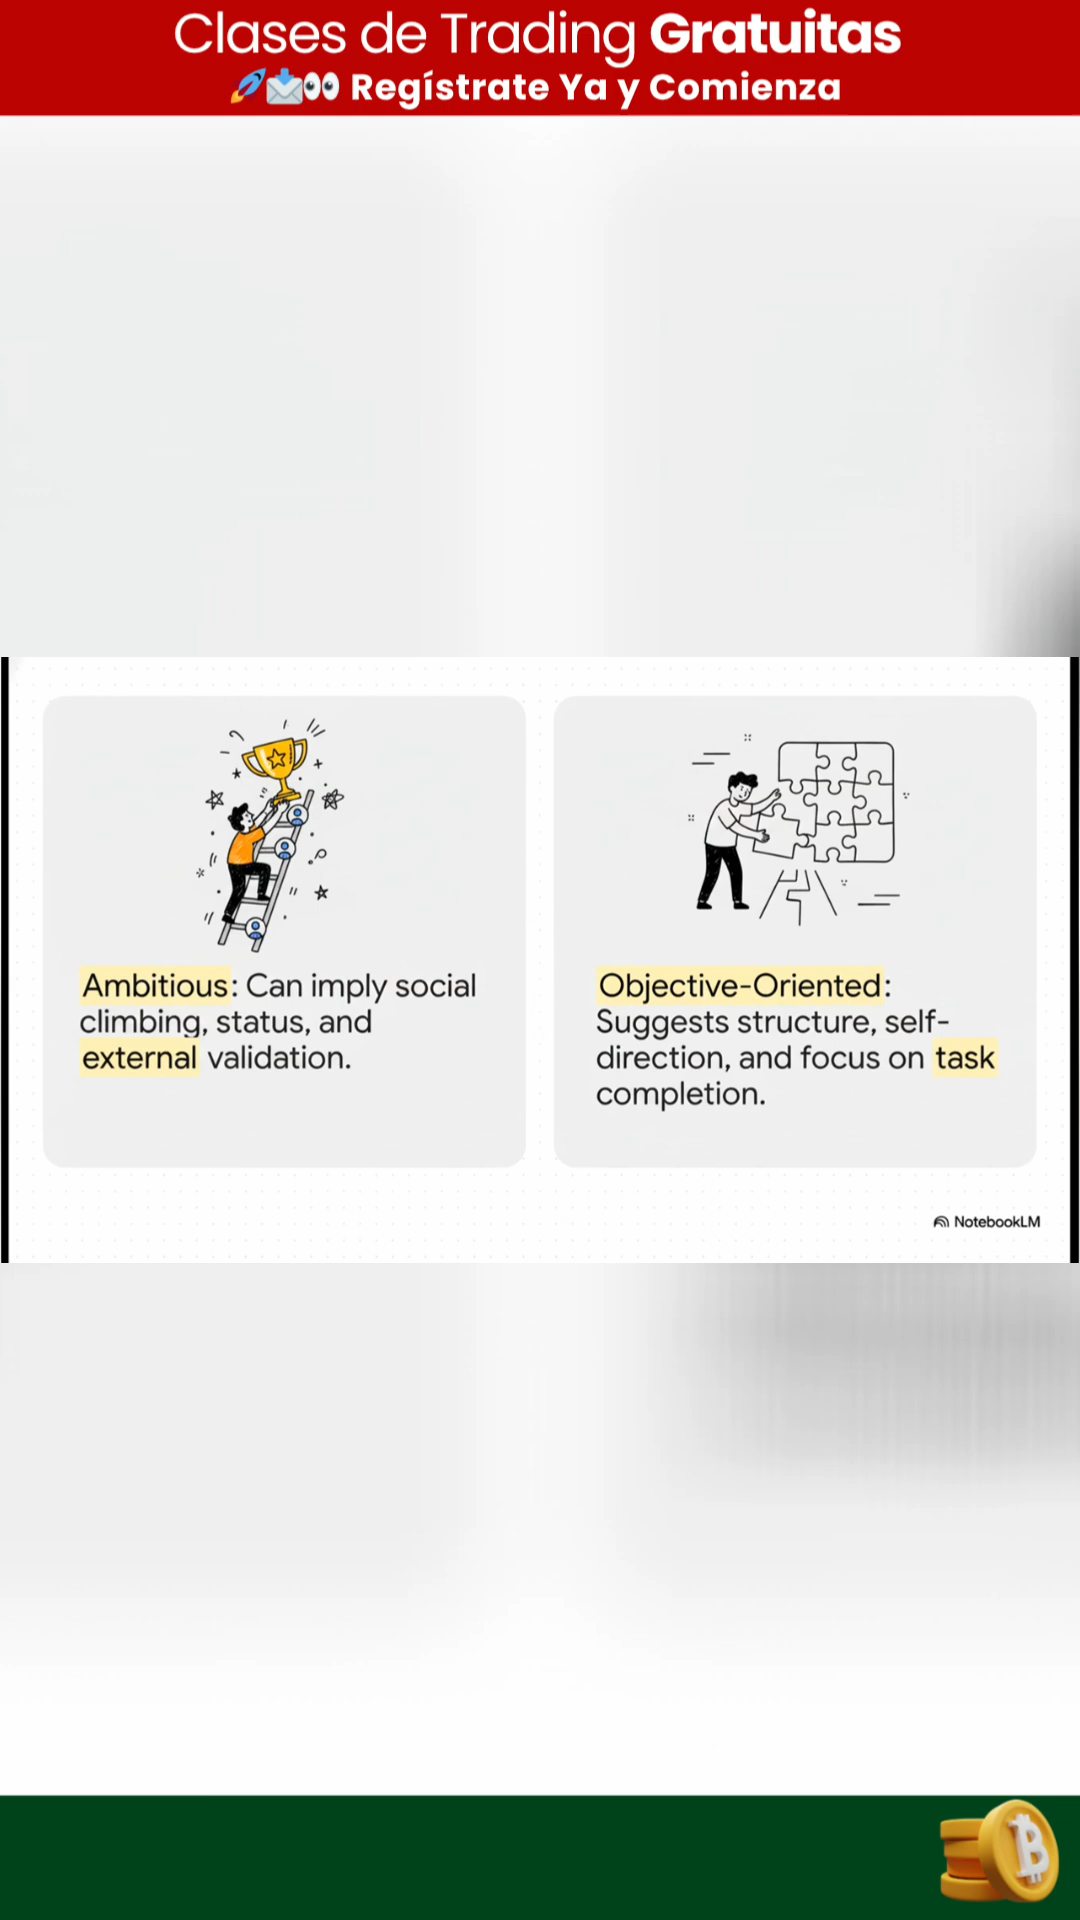 Clases de Trading Gratuitas
🚀📩👀 Regístrate Ya y Comienza
Ambitious: Can imply social
climbing, status, and
external validation.
Objective-Oriented:
Suggests structure, self-
direction, and focus on task
completion.
NotebookLM